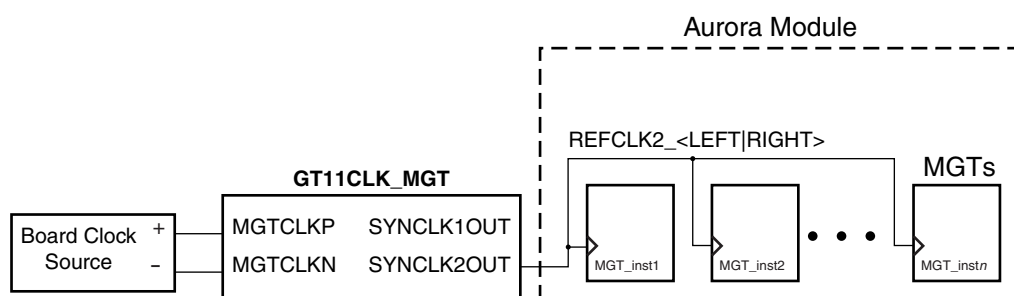 Aurora Module
REFCLK2_<LEFT|RIGHT>
GT11CLK_MGT
MGTs
Board Clock
Source
+
–
MGTCLKP
SYNCLK1OUT
MGTCLKN
SYNCLK2OUT
MGT_inst1
MGT_inst2
MGT_instn